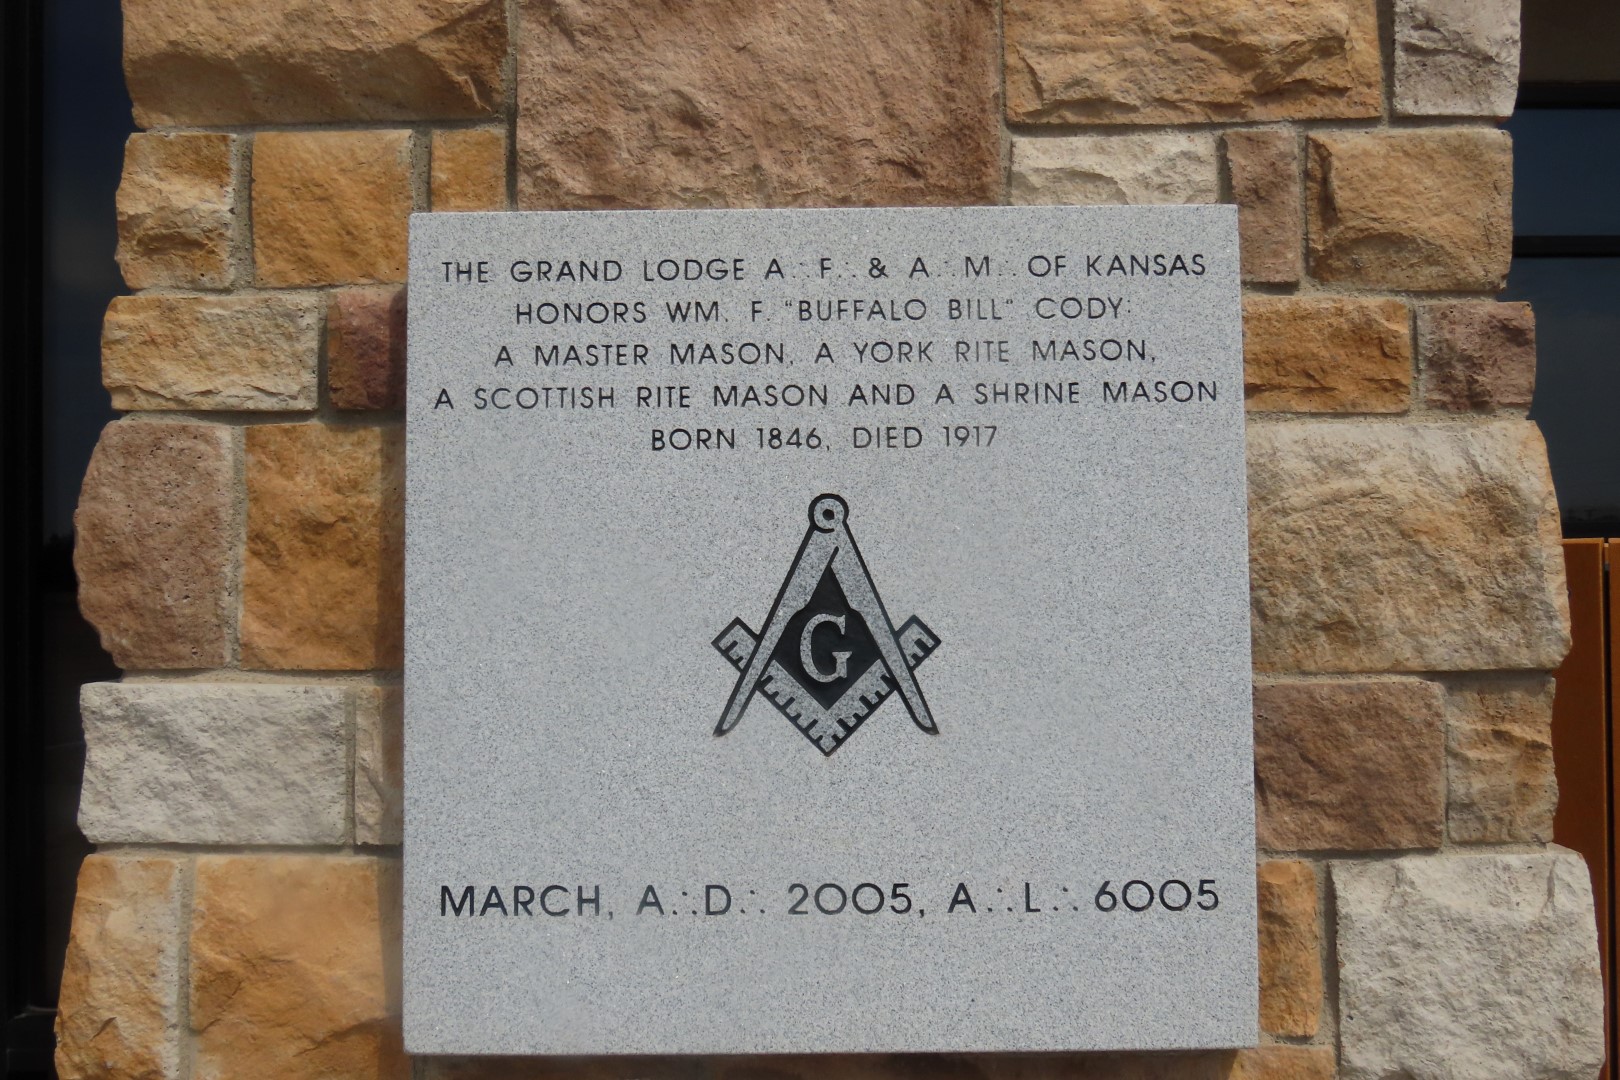 THE GRAND LODGE A∴F∴ & A∴M∴ OF KANSAS
HONORS WM. F. "BUFFALO BILL" CODY:
A MASTER MASON, A YORK RITE MASON,
A SCOTTISH RITE MASON AND A SHRINE MASON
BORN 1846, DIED 1917
G
MARCH, A∴D∴ 2005, A∴L∴ 6005